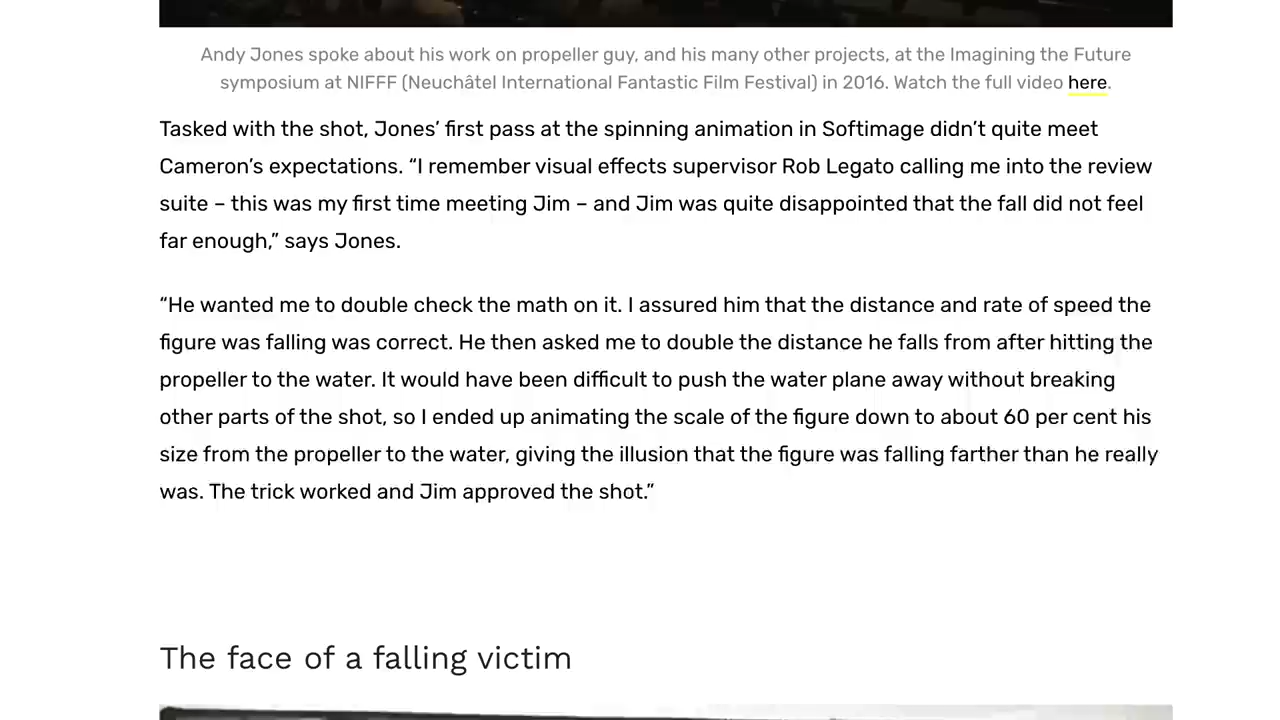 Andy Jones spoke about his work on propeller guy, and his many other projects, at the Imagining the Future
symposium at NIFFF (Neuchâtel International Fantastic Film Festival) in 2016. Watch the full video here.
Tasked with the shot, Jones’ first pass at the spinning animation in Softimage didn’t quite meet
Cameron’s expectations. “I remember visual effects supervisor Rob Legato calling me into the review
suite – this was my first time meeting Jim – and Jim was quite disappointed that the fall did not feel
far enough,” says Jones.
“He wanted me to double check the math on it. I assured him that the distance and rate of speed the
figure was falling was correct. He then asked me to double the distance he falls from after hitting the
propeller to the water. It would have been difficult to push the water plane away without breaking
other parts of the shot, so I ended up animating the scale of the figure down to about 60 per cent his
size from the propeller to the water, giving the illusion that the figure was falling farther than he really
was. The trick worked and Jim approved the shot.”
The face of a falling victim